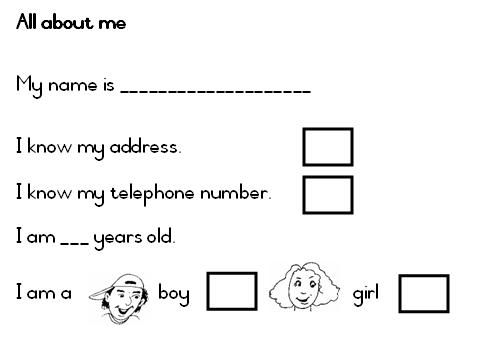 All about me
My name is ____________________
I know my address.
I know my telephone number.
I am ___ years old.
I am a boy girl